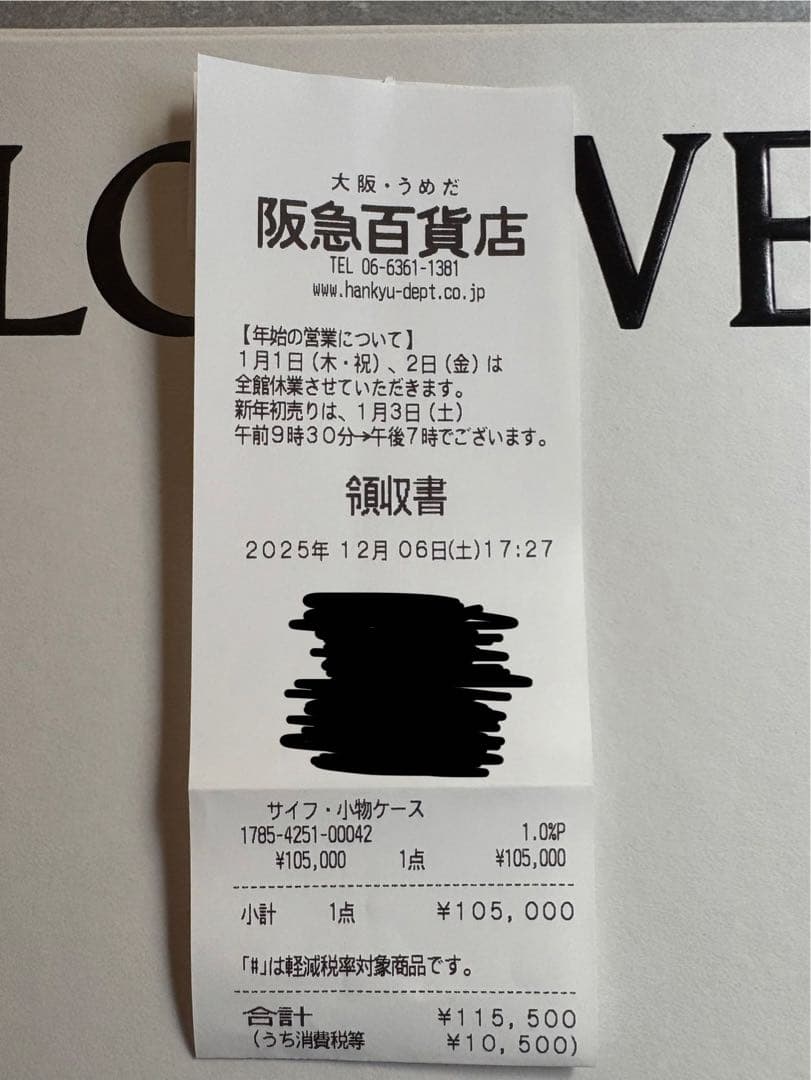 LO VE
大阪・うめだ
阪急百貨店
TEL 06-6361-1381
www.hankyu-dept.co.jp
【年始の営業について】
1月1日（木・祝）、2日（金）は
全館休業させていただきます。
新年初売りは、1月3日（土）
午前9時30分→午後7時でございます。
領収書
2025年 12月 06日(土)17:27
サイフ・小物ケース
1785-4251-00042 1.0%P
¥105,000 1点 ¥105,000
小計 1点 ¥105,000
「#」は軽減税率対象商品です。
合計 ¥115,500
(うち消費税等 ¥10,500)